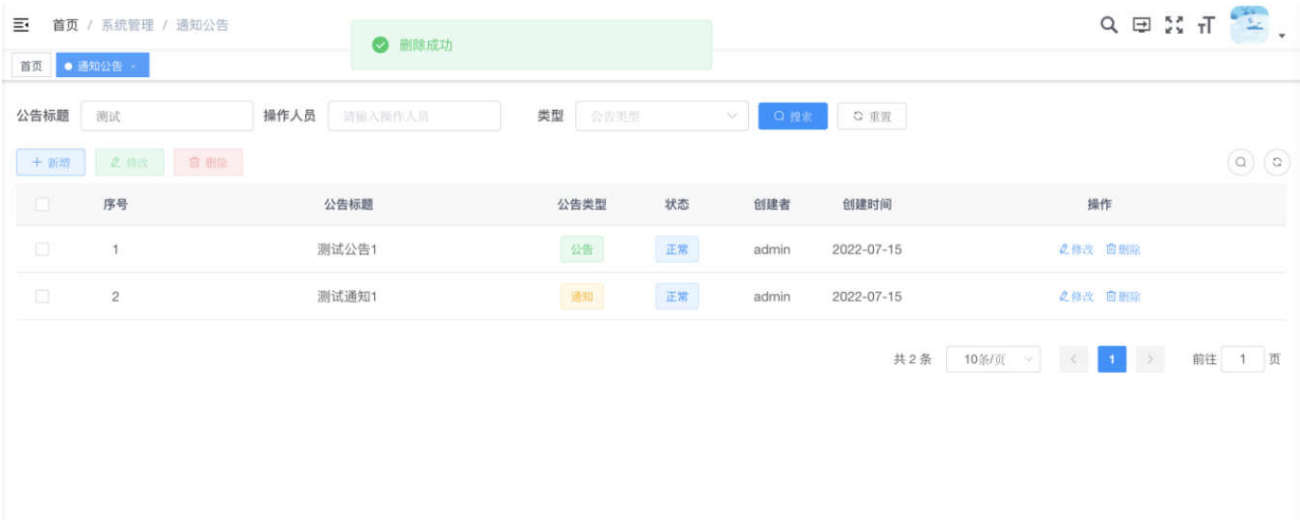 首页 / 系统管理 / 通知公告
删除成功
首页 通知公告 ×
公告标题 测试 操作人员 请输入操作人员 类型 公告类型 搜索 重置
+ 新增 修改 删除
序号 公告标题 公告类型 状态 创建者 创建时间 操作
1 测试公告1 公告 正常 admin 2022-07-15 修改 删除
2 测试通知1 通知 正常 admin 2022-07-15 修改 删除
共 2 条 10条/页 < 1 > 前往 1 页